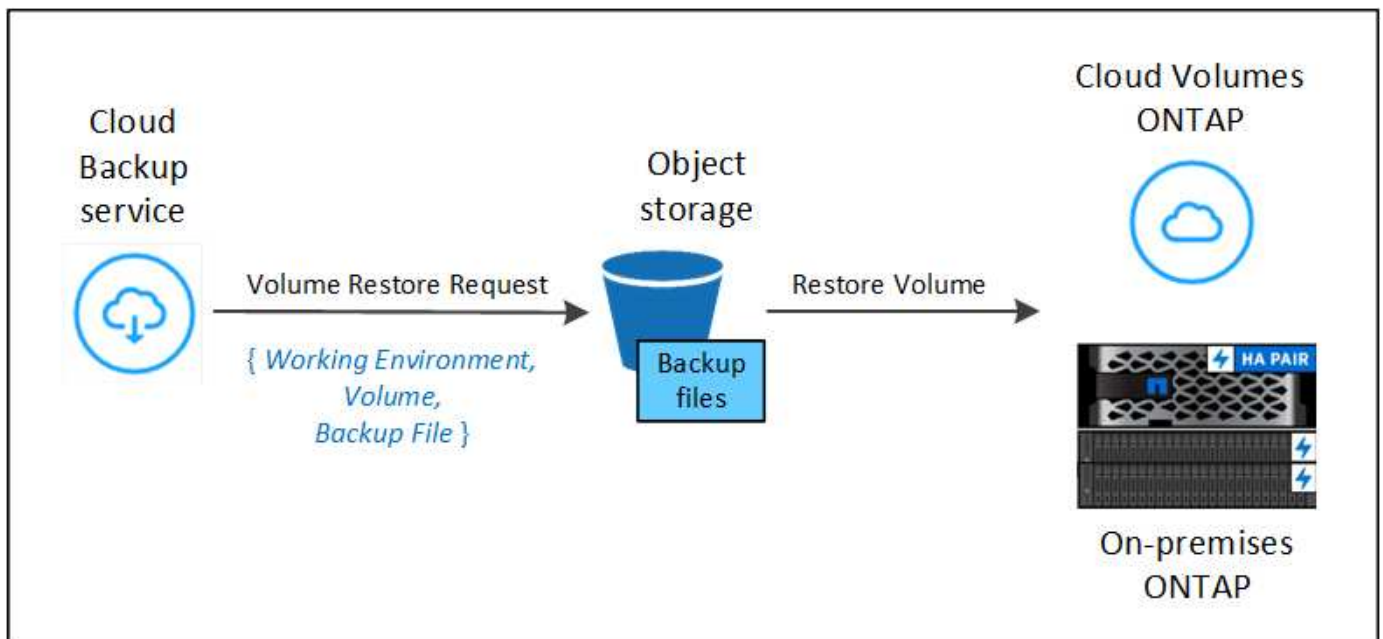 Cloud
Backup
service
Volume Restore Request
{ Working Environment,
Volume,
Backup File }
Object
storage
Backup
files
Restore Volume
Cloud Volumes
ONTAP
HA PAIR
On-premises
ONTAP